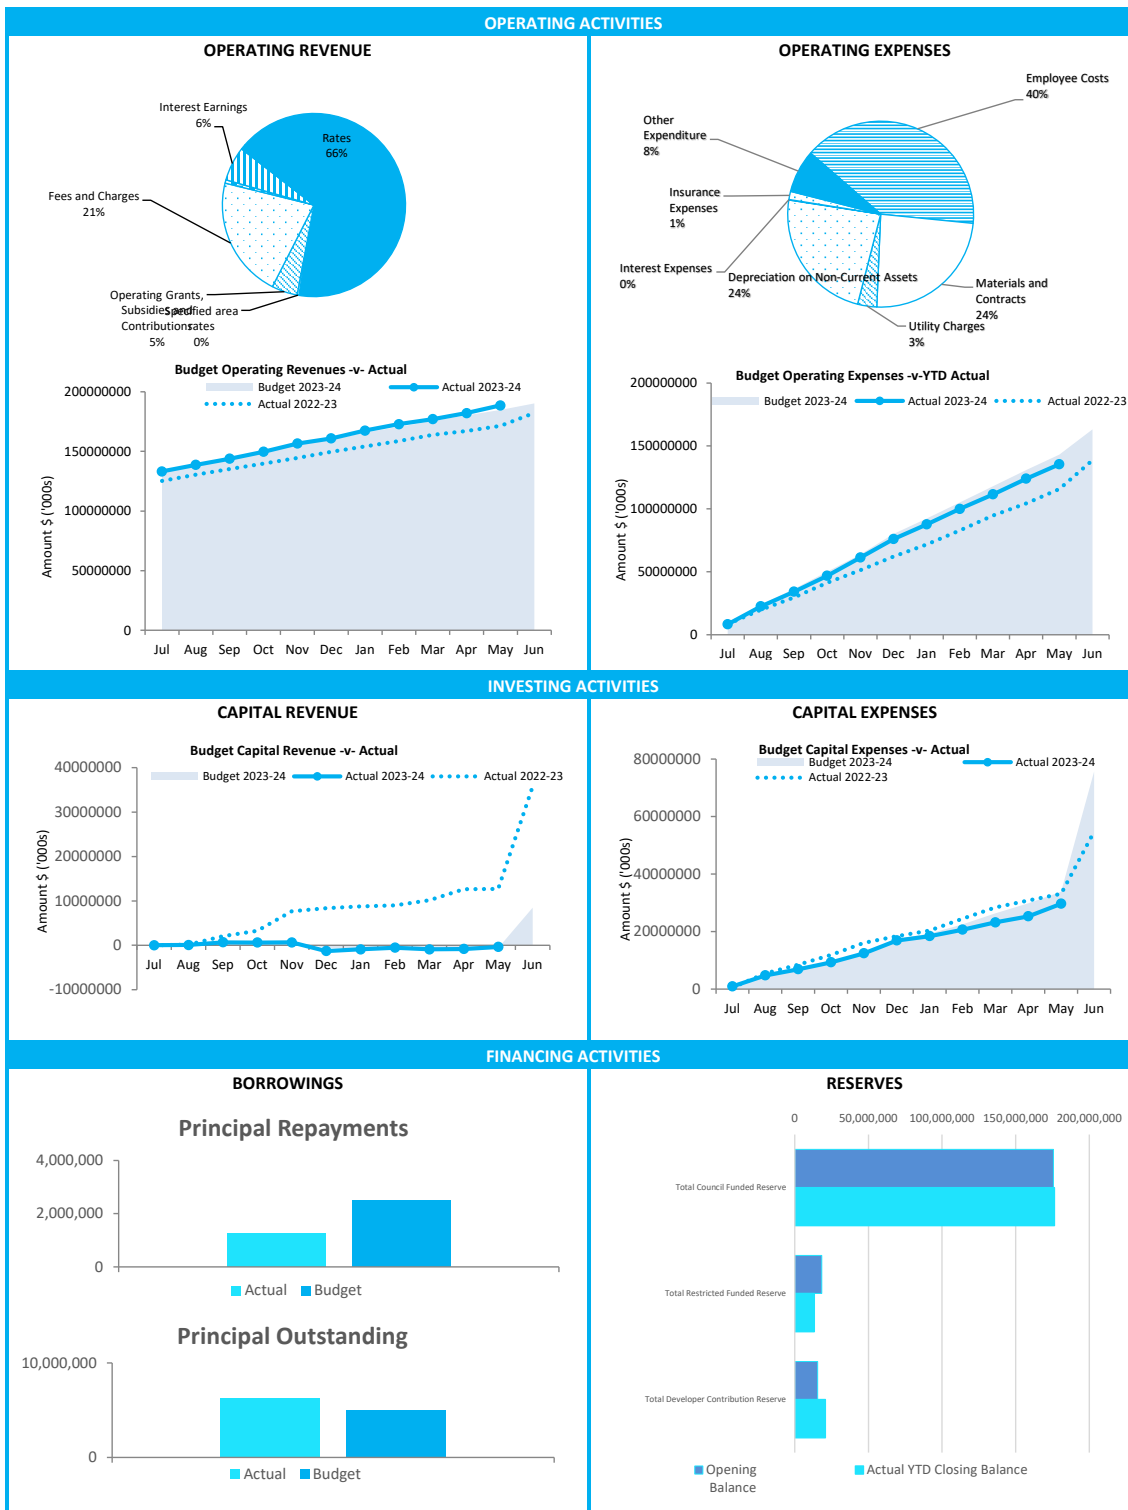 OPERATING ACTIVITIES
OPERATING REVENUE
Interest Earnings
6%
Rates
66%
Fees and Charges
21%
Operating Grants,
Subsidies and
Contributions
5%
Specified area
rates
0%
Budget Operating Revenues -v- Actual
Budget 2023-24
Actual 2023-24
Actual 2022-23
Amount $ ('000s)
200000000
150000000
100000000
50000000
0
Jul Aug Sep Oct Nov Dec Jan Feb Mar Apr May Jun
OPERATING EXPENSES
Employee Costs
40%
Other
Expenditure
8%
Insurance
Expenses
1%
Interest Expenses
0%
Depreciation on Non-Current Assets
24%
Materials and
Contracts
24%
Utility Charges
3%
Budget Operating Expenses -v-YTD Actual
Budget 2023-24 Actual 2023-24 Actual 2022-23
Amount $ ('000s)
200000000
150000000
100000000
50000000
0
Jul Aug Sep Oct Nov Dec Jan Feb Mar Apr May Jun
INVESTING ACTIVITIES
CAPITAL REVENUE
Budget Capital Revenue -v- Actual
Budget 2023-24 Actual 2023-24 Actual 2022-23
Amount $ ('000s)
40000000
30000000
20000000
10000000
0
-10000000
Jul Aug Sep Oct Nov Dec Jan Feb Mar Apr May Jun
CAPITAL EXPENSES
Budget Capital Expenses -v- Actual
Budget 2023-24
Actual 2023-24
Actual 2022-23
Amount $ ('000s)
80000000
60000000
40000000
20000000
0
Jul Aug Sep Oct Nov Dec Jan Feb Mar Apr May Jun
FINANCING ACTIVITIES
BORROWINGS
Principal Repayments
4,000,000
2,000,000
0
Actual Budget
Principal Outstanding
10,000,000
0
Actual Budget
RESERVES
0 50,000,000 100,000,000 150,000,000 200,000,000
Total Council Funded Reserve
Total Restricted Funded Reserve
Total Developer Contribution Reserve
Opening
Balance
Actual YTD Closing Balance